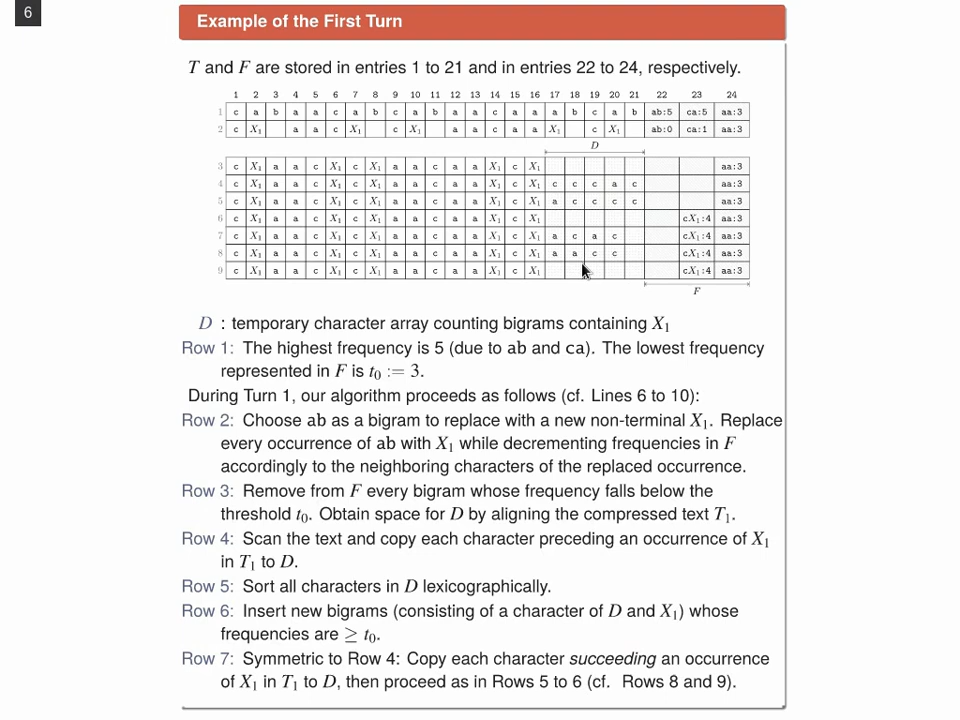 6
Example of the First Turn
T and F are stored in entries 1 to 21 and in entries 22 to 24, respectively.
1 2 3 4 5 6 7 8 9 10 11 12 13 14 15 16 17 18 19 20 21 22 23 24
1 c a b a a c a b c a b a a c a a a b c a b ab:5 ca:5 aa:3
2 c X₁ a a c X₁ c X₁ a a c a a X₁ c X₁ ab:0 ca:1 aa:3
D
3 c X₁ a a c X₁ c X₁ a a c a a X₁ c X₁ aa:3
4 c X₁ a a c X₁ c X₁ a a c a a X₁ c X₁ c c c a c aa:3
5 c X₁ a a c X₁ c X₁ a a c a a X₁ c X₁ a c c c c aa:3
6 c X₁ a a c X₁ c X₁ a a c a a X₁ c X₁ cX₁:4 aa:3
7 c X₁ a a c X₁ c X₁ a a c a a X₁ c X₁ a c a c cX₁:4 aa:3
8 c X₁ a a c X₁ c X₁ a a c a a X₁ c X₁ a a c c cX₁:4 aa:3
9 c X₁ a a c X₁ c X₁ a a c a a X₁ c X₁ cX₁:4 aa:3
F
D : temporary character array counting bigrams containing X₁
Row 1: The highest frequency is 5 (due to ab and ca). The lowest frequency
represented in F is t₀ := 3.
During Turn 1, our algorithm proceeds as follows (cf. Lines 6 to 10):
Row 2: Choose ab as a bigram to replace with a new non-terminal X₁. Replace
every occurrence of ab with X₁ while decrementing frequencies in F
accordingly to the neighboring characters of the replaced occurrence.
Row 3: Remove from F every bigram whose frequency falls below the
threshold t₀. Obtain space for D by aligning the compressed text T₁.
Row 4: Scan the text and copy each character preceding an occurrence of X₁
in T₁ to D.
Row 5: Sort all characters in D lexicographically.
Row 6: Insert new bigrams (consisting of a character of D and X₁) whose
frequencies are ≥ t₀.
Row 7: Symmetric to Row 4: Copy each character succeeding an occurrence
of X₁ in T₁ to D, then proceed as in Rows 5 to 6 (cf. Rows 8 and 9).